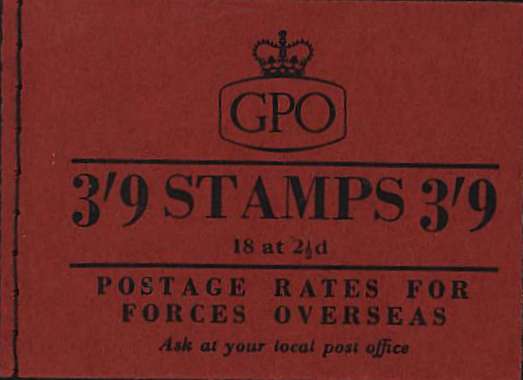 GPO
3'9 STAMPS 3'9
18 at 2½d
POSTAGE RATES FOR
FORCES OVERSEAS
Ask at your local post office